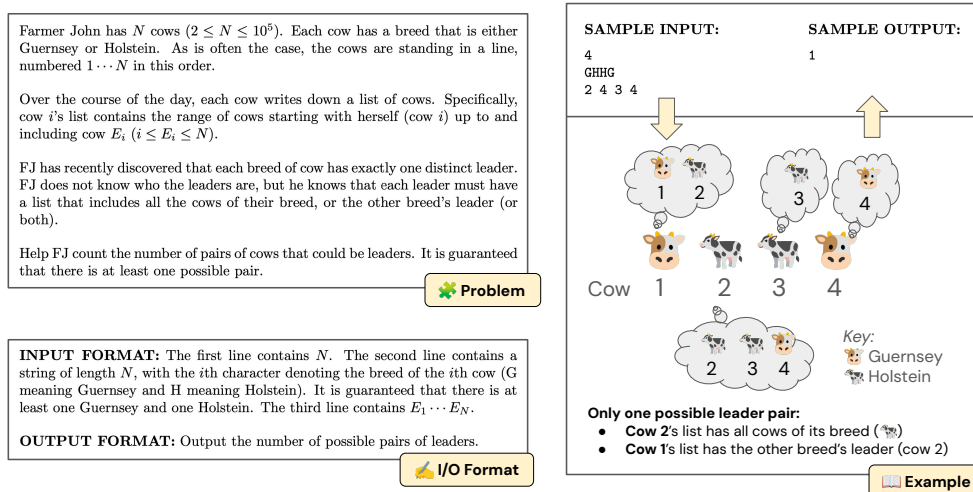 Farmer John has N cows (2 ≤ N ≤ 10⁵). Each cow has a breed that is either
Guernsey or Holstein. As is often the case, the cows are standing in a line,
numbered 1 ⋯ N in this order.
Over the course of the day, each cow writes down a list of cows. Specifically,
cow i's list contains the range of cows starting with herself (cow i) up to and
including cow Eᵢ (i ≤ Eᵢ ≤ N).
FJ has recently discovered that each breed of cow has exactly one distinct leader.
FJ does not know who the leaders are, but he knows that each leader must have
a list that includes all the cows of their breed, or the other breed's leader (or
both).
Help FJ count the number of pairs of cows that could be leaders. It is guaranteed
that there is at least one possible pair.
🧩 Problem
INPUT FORMAT: The first line contains N. The second line contains a
string of length N, with the ith character denoting the breed of the ith cow (G
meaning Guernsey and H meaning Holstein). It is guaranteed that there is at
least one Guernsey and one Holstein. The third line contains E₁ ⋯ E_N.
OUTPUT FORMAT: Output the number of possible pairs of leaders.
✍️ I/O Format
SAMPLE INPUT:
4
GHHG
2 4 3 4
SAMPLE OUTPUT:
1
1 2
3
4
Cow 1 2 3 4
2 3 4
Key:
Guernsey
Holstein
Only one possible leader pair:
● Cow 2's list has all cows of its breed (🐄)
● Cow 1's list has the other breed's leader (cow 2)
📖 Example